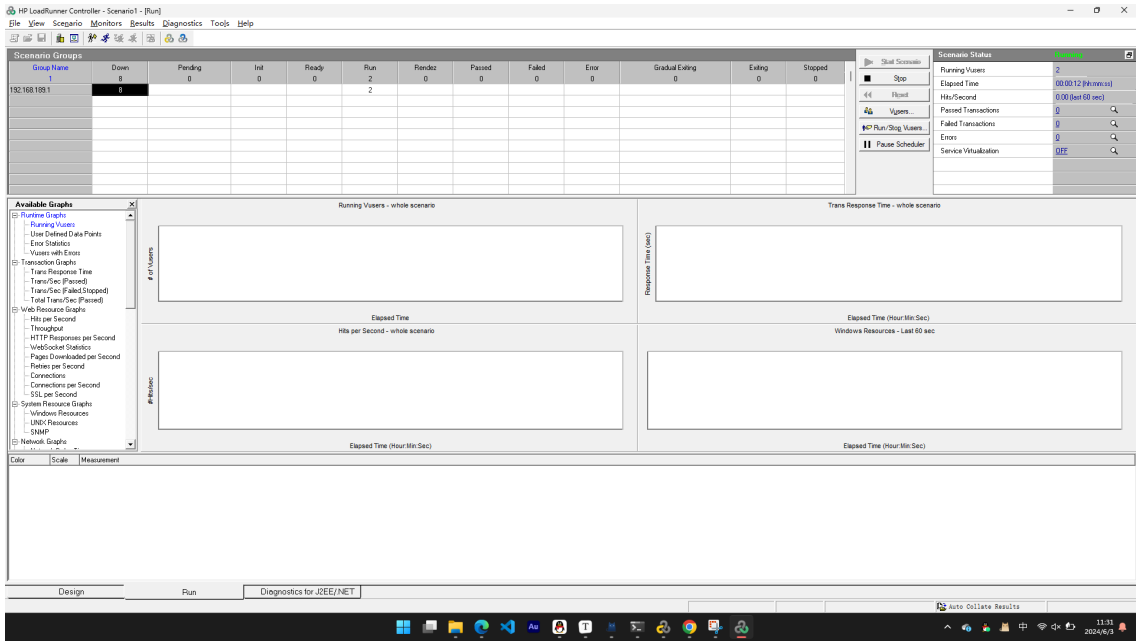 HP LoadRunner Controller - Scenario1 - [Run]
File View Scenario Monitors Results Diagnostics Tools Help
Scenario Groups
Group Name Down Pending Init Ready Run Rendez Passed Failed Error Gradual Exiting Exiting Stopped
1 8 0 0 0 2 0 0 0 0 0 0 0
192.168.189.1 8 2
Start Scenario
Stop
Reset
Vusers...
Run/Stop Vusers...
Pause Scheduler
Scenario Status Running
Running Vusers 2
Elapsed Time 00:00:12 (hh:mm:ss)
Hits/Second 0.00 (last 60 sec)
Passed Transactions 0
Failed Transactions 0
Errors 0
Service Virtualization OFF
Available Graphs
Runtime Graphs
Running Vusers
User Defined Data Points
Error Statistics
Vusers with Errors
Transaction Graphs
Trans Response Time
Trans/Sec (Passed)
Trans/Sec (Failed,Stopped)
Total Trans/Sec (Passed)
Web Resource Graphs
Hits per Second
Throughput
HTTP Responses per Second
WebSocket Statistics
Pages Downloaded per Second
Retries per Second
Connections
Connections per Second
SSL per Second
System Resource Graphs
Windows Resources
UNIX Resources
SNMP
Network Graphs
Running Vusers - whole scenario
# of Vusers
Elapsed Time
Trans Response Time - whole scenario
Response Time (sec)
Elapsed Time (Hour:Min:Sec)
Hits per Second - whole scenario
#Hits/sec
Elapsed Time (Hour:Min:Sec)
Windows Resources - Last 60 sec
Elapsed Time (Hour:Min:Sec)
Color Scale Measurement
Design Run Diagnostics for J2EE/.NET
Auto Collate Results
Au
T
中
11:31
2024/6/3